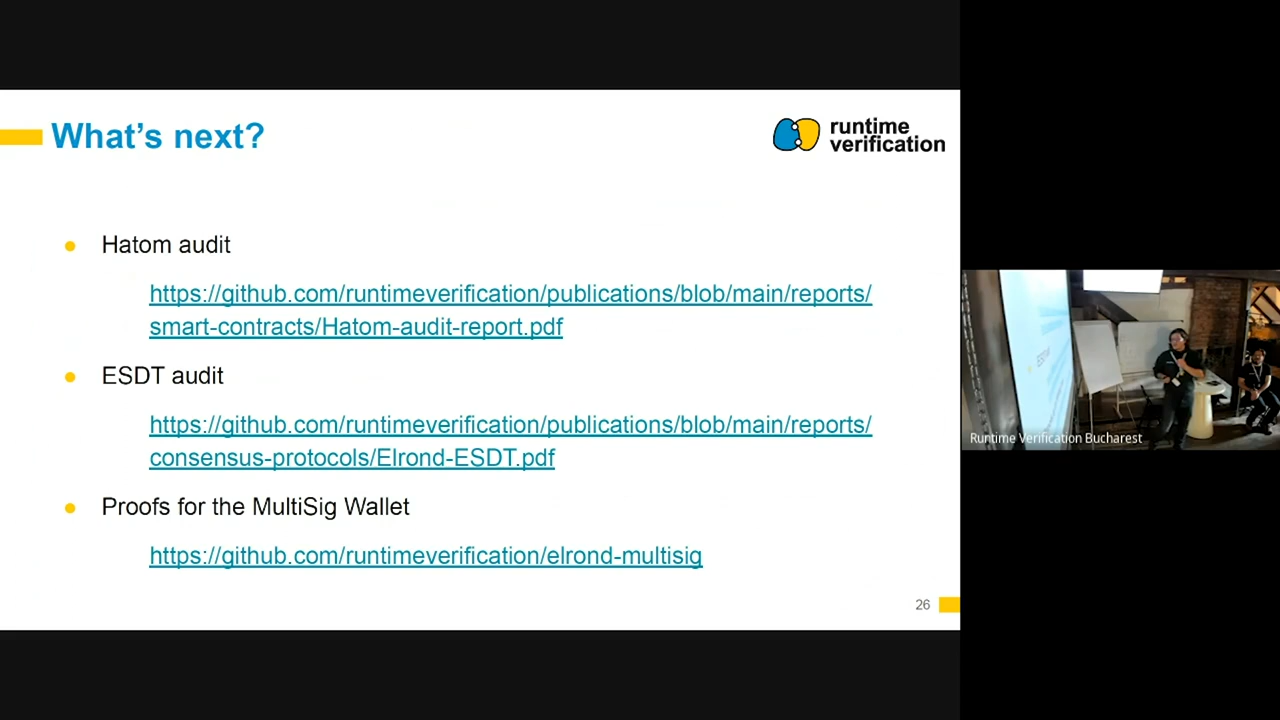 What's next?
runtime
verification
● Hatom audit
https://github.com/runtimeverification/publications/blob/main/reports/
smart-contracts/Hatom-audit-report.pdf
● ESDT audit
https://github.com/runtimeverification/publications/blob/main/reports/
consensus-protocols/Elrond-ESDT.pdf
● Proofs for the MultiSig Wallet
https://github.com/runtimeverification/elrond-multisig
26
Runtime Verification Bucharest